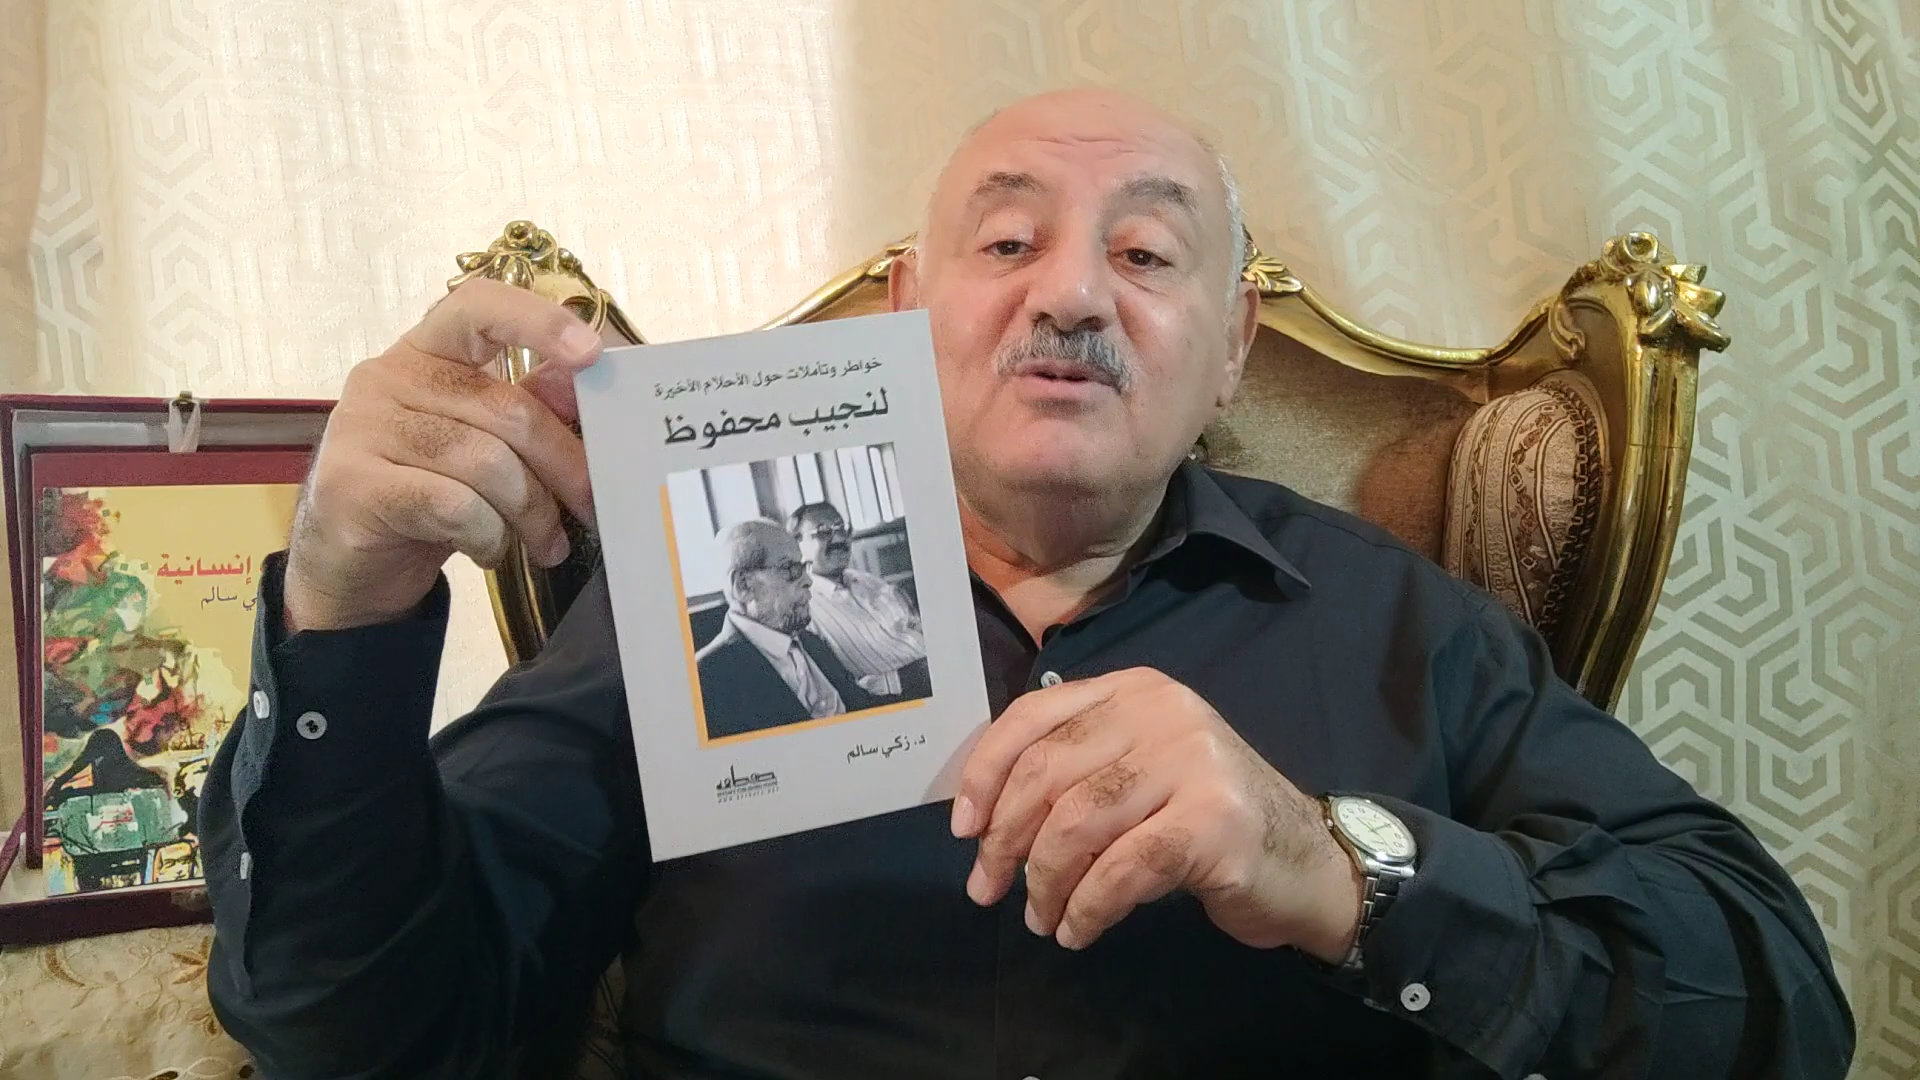 خواطر وتأملات حول الأحلام الأخيرة
لنجيب محفوظ
د. زكي سالم
إنسانية
سالم